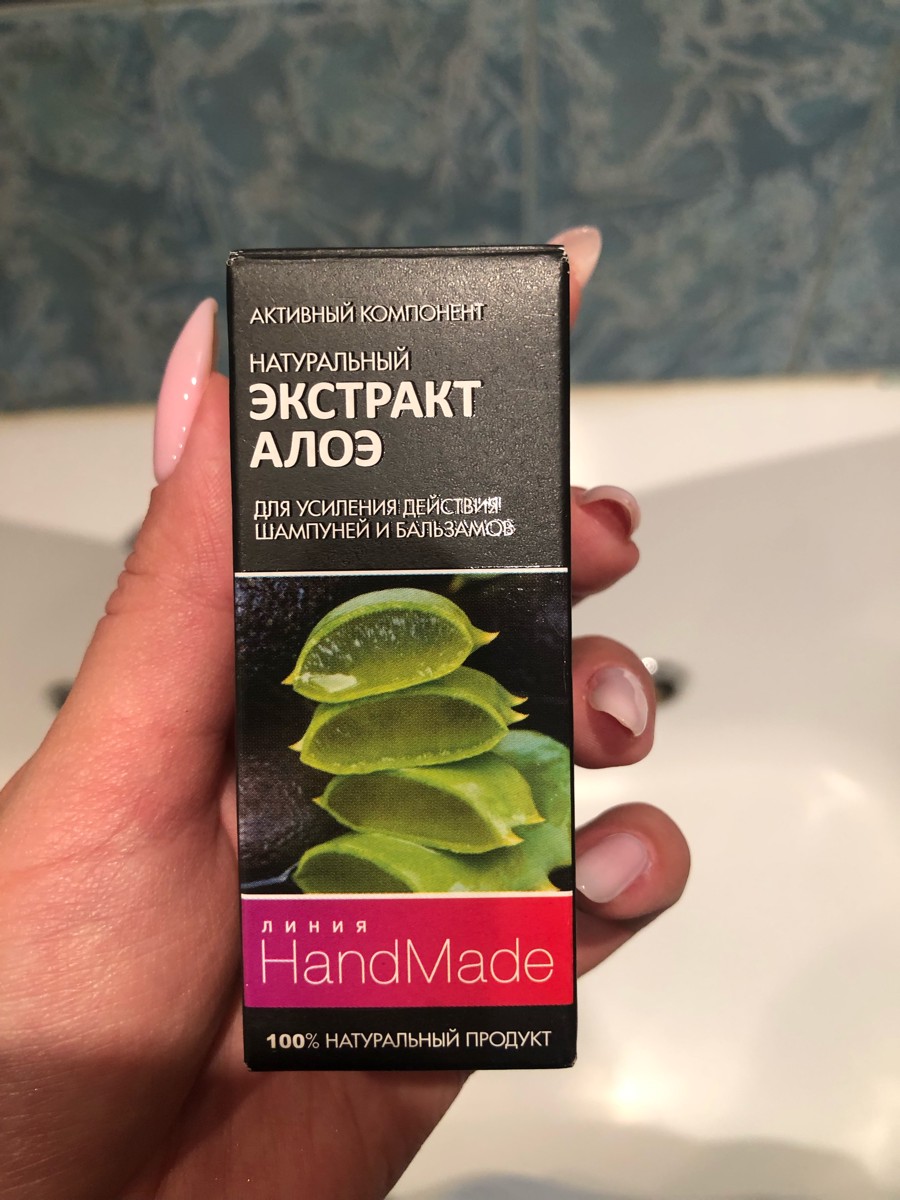 АКТИВНЫЙ КОМПОНЕНТ
НАТУРАЛЬНЫЙ
ЭКСТРАКТ
АЛОЭ
ДЛЯ УСИЛЕНИЯ ДЕЙСТВИЯ
ШАМПУНЕЙ И БАЛЬЗАМОВ
ЛИНИЯ
HandMade
100% НАТУРАЛЬНЫЙ ПРОДУКТ